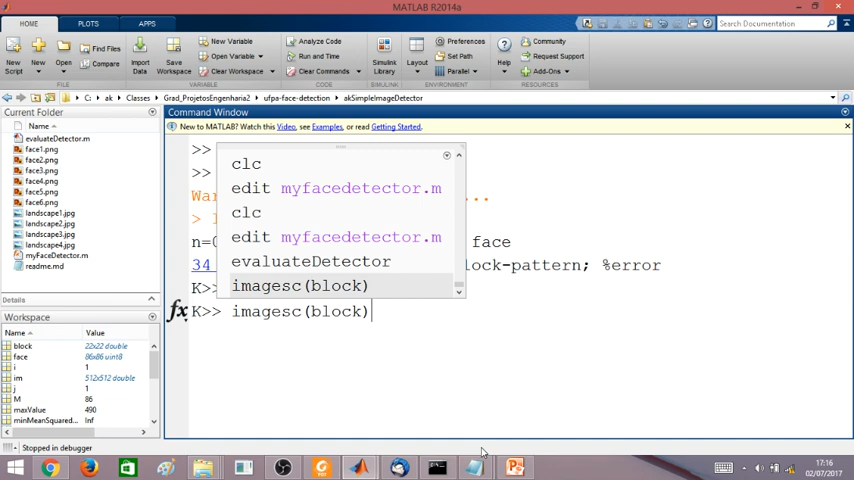 MATLAB R2014a
HOME
PLOTS
APPS
Search Documentation
New Script
New
Open
Find Files
Compare
Import Data
Save Workspace
New Variable
Open Variable
Clear Workspace
Analyze Code
Run and Time
Clear Commands
Simulink Library
Layout
Preferences
Set Path
Parallel
Help
Community
Request Support
Add-Ons
FILE
VARIABLE
CODE
SIMULINK
ENVIRONMENT
RESOURCES
C: ak Classes Grad_ProjetosEngenharia2 ufpa-face-detection akSimpleImageDetector
Current Folder
Name
evaluateDetector.m
face1.png
face2.png
face3.png
face4.png
face5.png
face6.png
landscape1.jpg
landscape2.jpg
landscape3.jpg
landscape4.jpg
myFaceDetector.m
readme.md
Details
Workspace
Name Value
block 22x22 double
face 86x86 uint8
i 1
im 512x512 double
j 1
M 86
maxValue 490
minMeanSquared... Inf
Stopped in debugger
Command Window
New to MATLAB? Watch this Video, see Examples, or read Getting Started.
>>
>>
...
n=
face
34
lock-pattern; %error
K>>
clc
edit myfacedetector.m
clc
edit myfacedetector.m
evaluateDetector
imagesc(block)
fx K>> imagesc(block)
17:16
02/07/2017